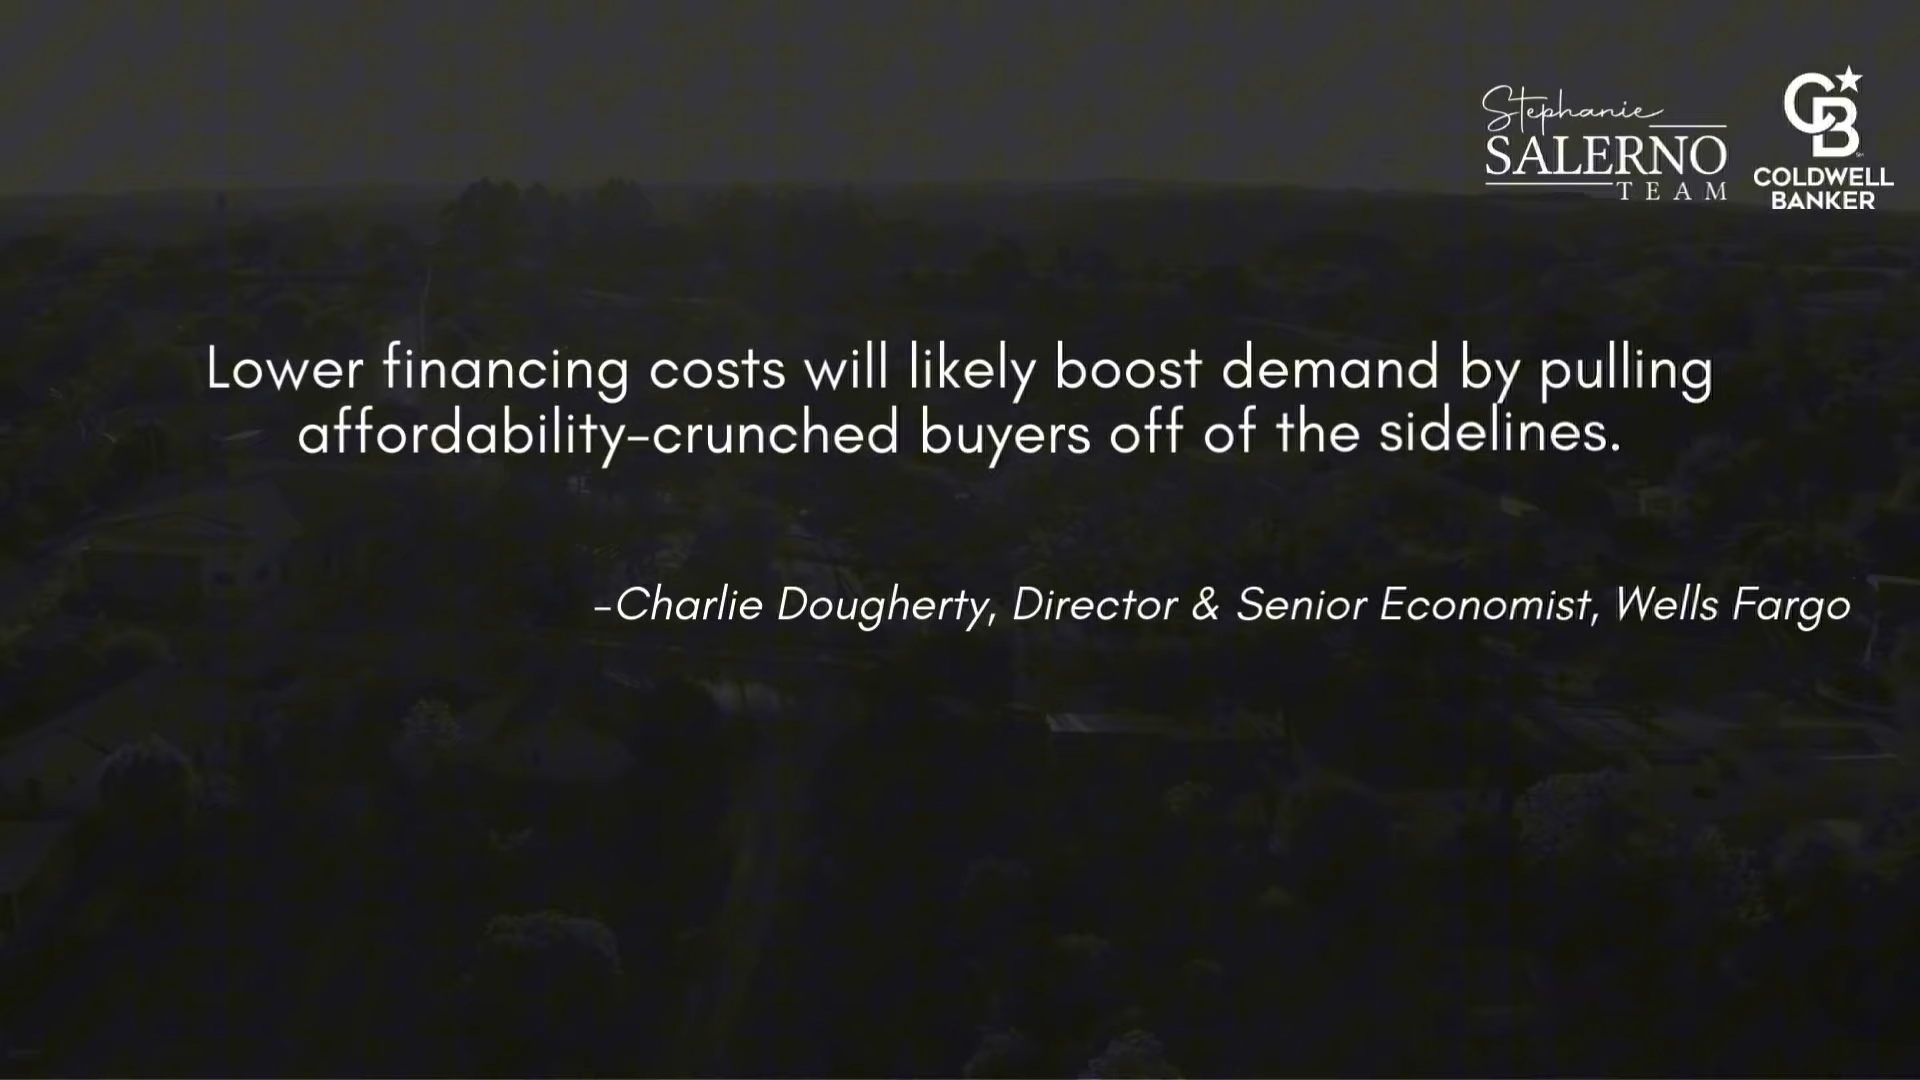 Stephanie
SALERNO
TEAM
CB
COLDWELL
BANKER
Lower financing costs will likely boost demand by pulling
affordability-crunched buyers off of the sidelines.
-Charlie Dougherty, Director & Senior Economist, Wells Fargo